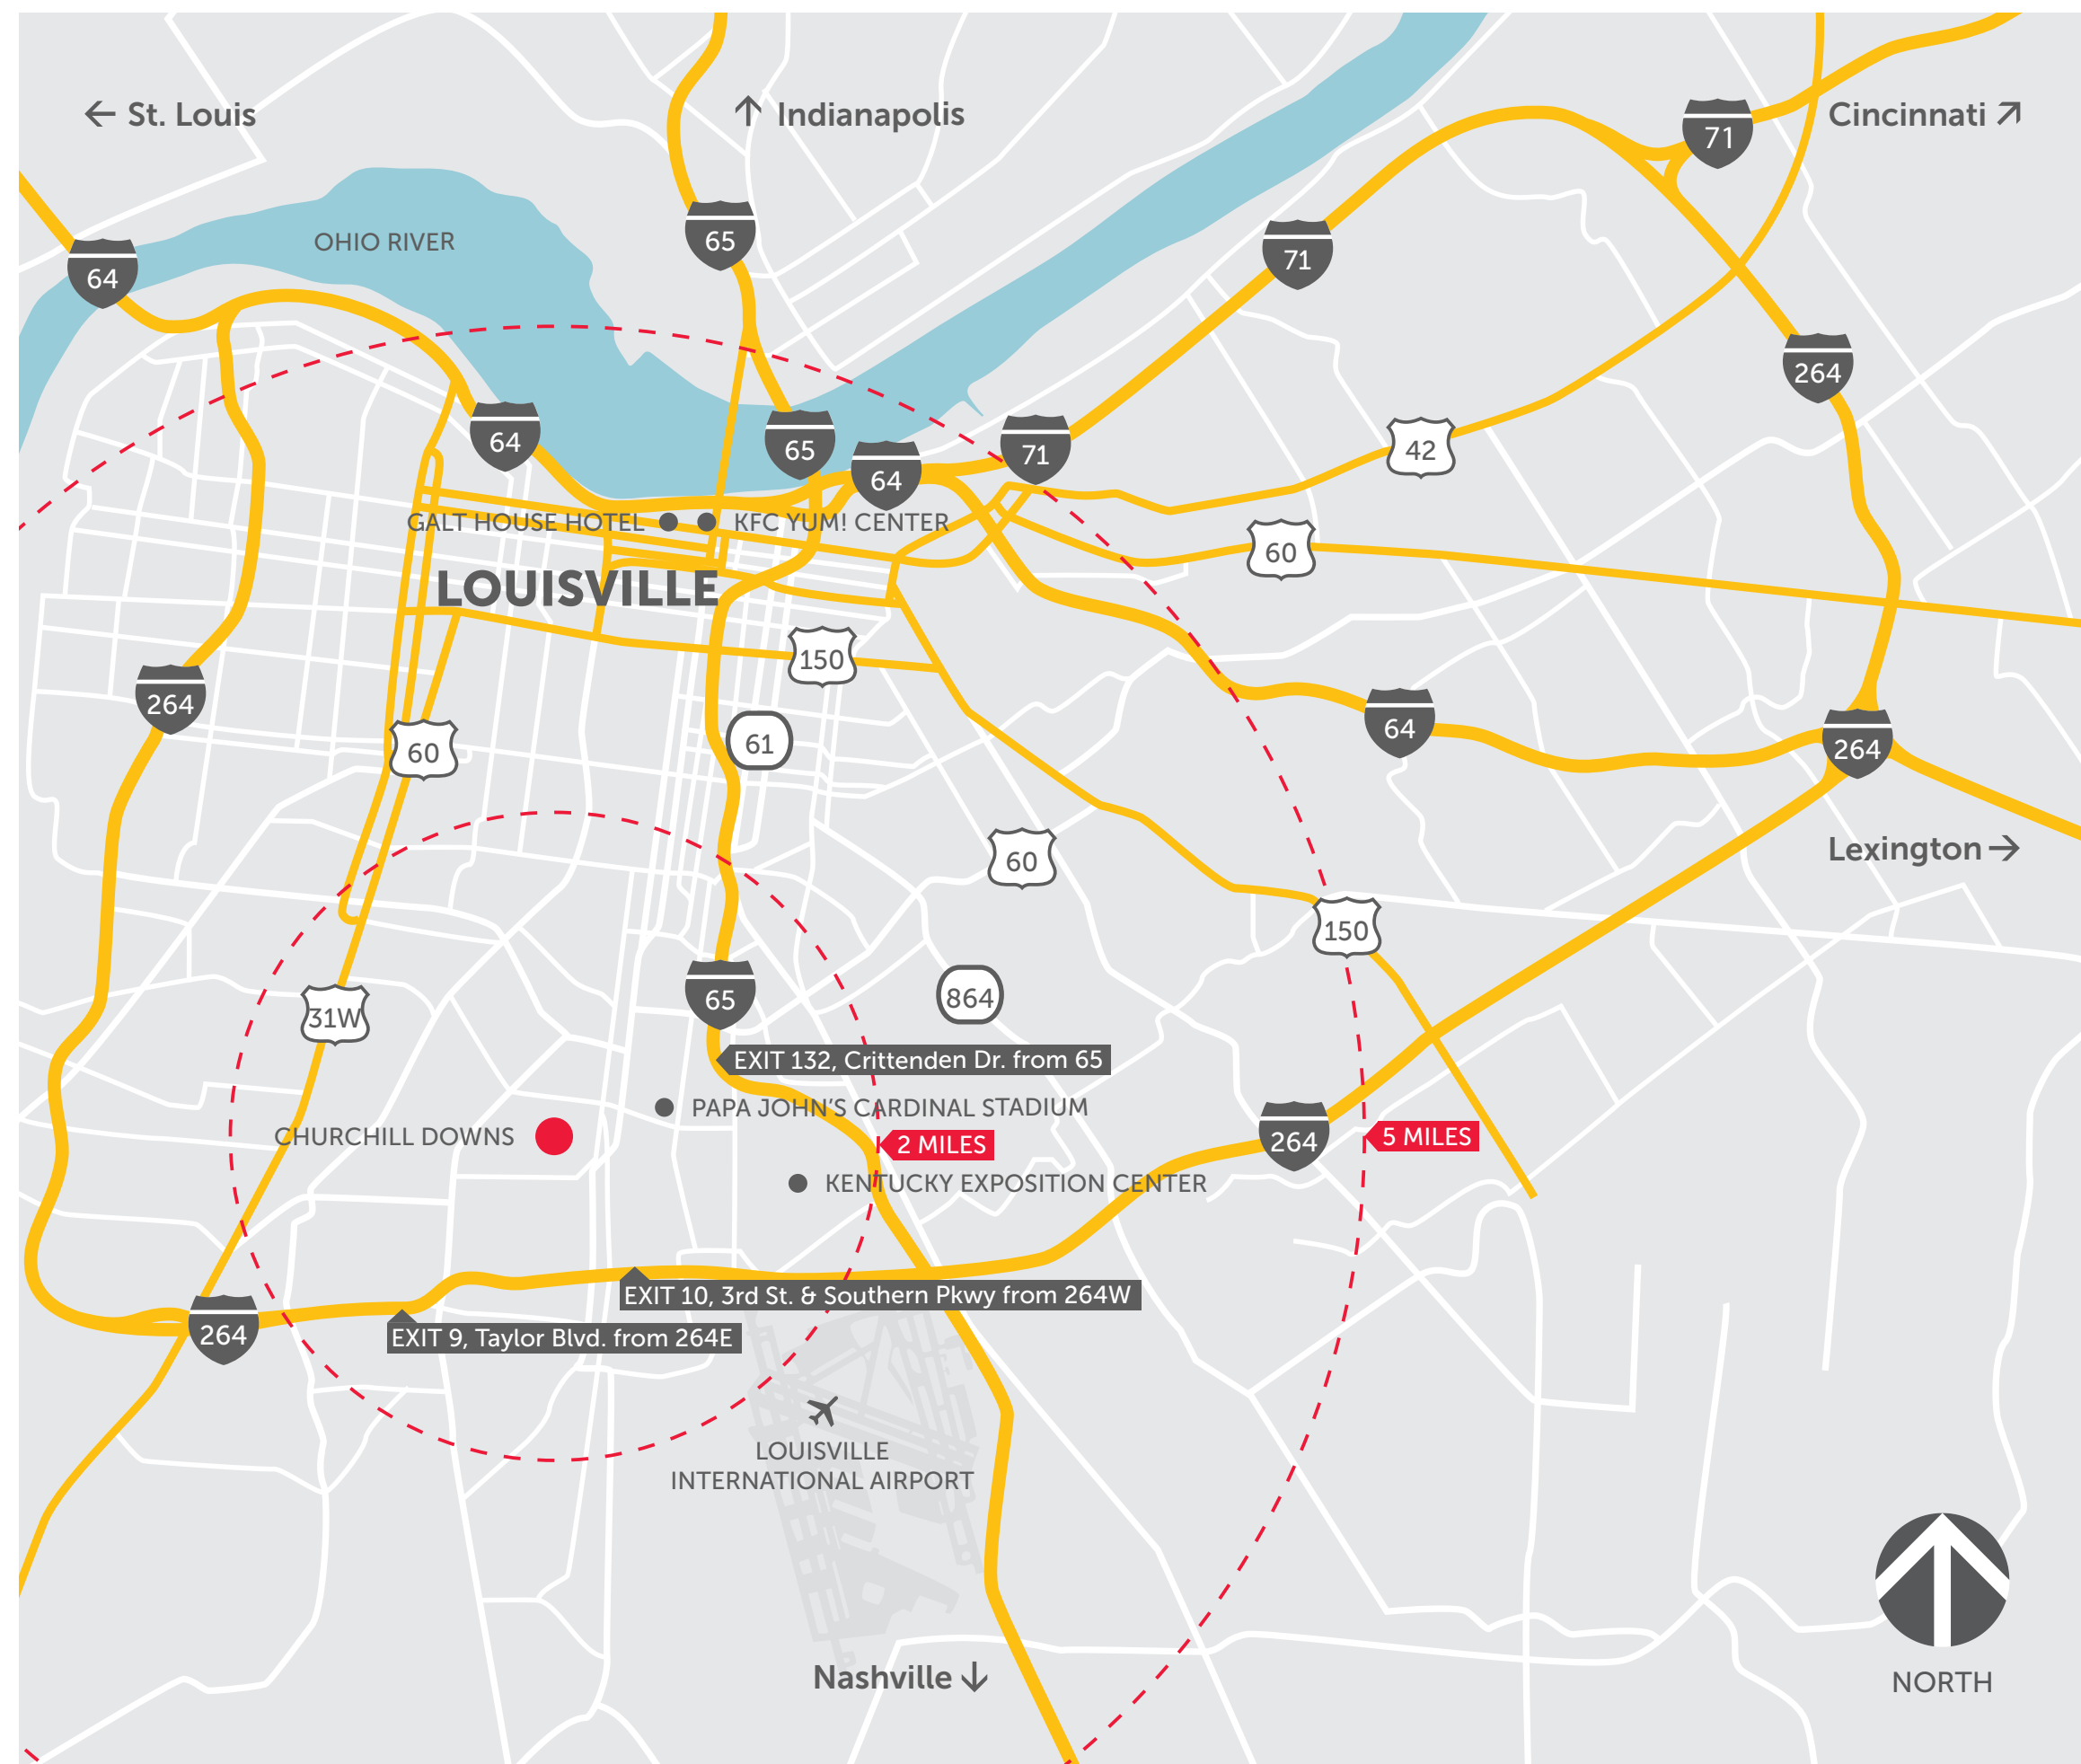 ← St. Louis
↑ Indianapolis
Cincinnati ↗
71
65
OHIO RIVER
71
64
264
64
65
71
42
64
GALT HOUSE HOTEL
KFC YUM! CENTER
60
LOUISVILLE
150
264
64
61
60
264
Lexington →
60
150
864
65
31W
EXIT 132, Crittenden Dr. from 65
PAPA JOHN'S CARDINAL STADIUM
CHURCHILL DOWNS
2 MILES
264
5 MILES
KENTUCKY EXPOSITION CENTER
EXIT 10, 3rd St. & Southern Pkwy from 264W
264
EXIT 9, Taylor Blvd. from 264E
LOUISVILLE
INTERNATIONAL AIRPORT
Nashville ↓
NORTH